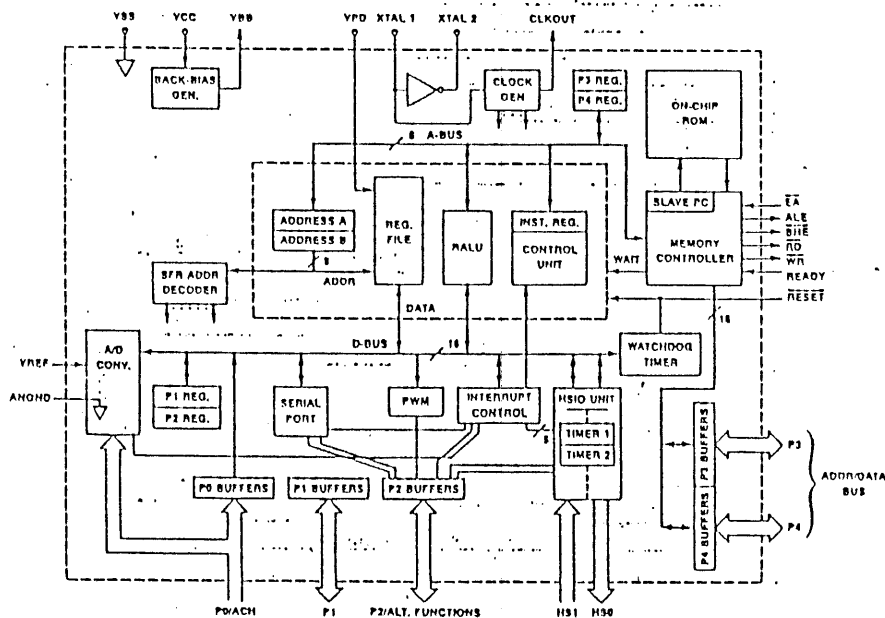 VSS VCC VBB VPD XTAL 1 XTAL 2 CLKOUT
BACK-BIAS
GEN.
CLOCK
GEN
P3 REG.
P4 REG.
ON-CHIP
-ROM-
8 A-BUS
SLAVE PC
MEMORY
CONTROLLER
EA
ALE
BHE
RD
WR
READY
RESET
ADDRESS A
ADDRESS B
8
ADDR
REG.
FILE
RALU
INST. REG.
CONTROL
UNIT
WAIT
SFR ADDR
DECODER
DATA
16
D-BUS 16
WATCHDOG
TIMER
VREF
ANGND
A/D
CONV.
P1 REG.
P2 REG.
SERIAL
PORT
PWM
INTERRUPT
CONTROL
HSIO UNIT
TIMER 1
TIMER 2
P0 BUFFERS
P1 BUFFERS
P2 BUFFERS
P3 BUFFERS
P4 BUFFERS
P3
P4
ADDR/DATA
BUS
P0/ACH P1 P2/ALT. FUNCTIONS HS1 HS0